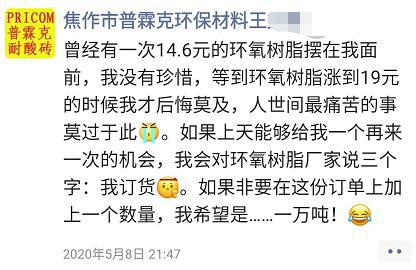 PRICOM
普霖克
耐酸砖
焦作市普霖克环保材料王
曾经有一次14.6元的环氧树脂摆在我面
前，我没有珍惜，等到环氧树脂涨到19元
的时候我才后悔莫及，人世间最痛苦的事
莫过于此😭。如果上天能够给我一个再来
一次的机会，我会对环氧树脂厂家说三个
字：我订货😘。如果非要在这份订单上加
上一个数量，我希望是……一万吨！😂
2020年5月8日 21:47